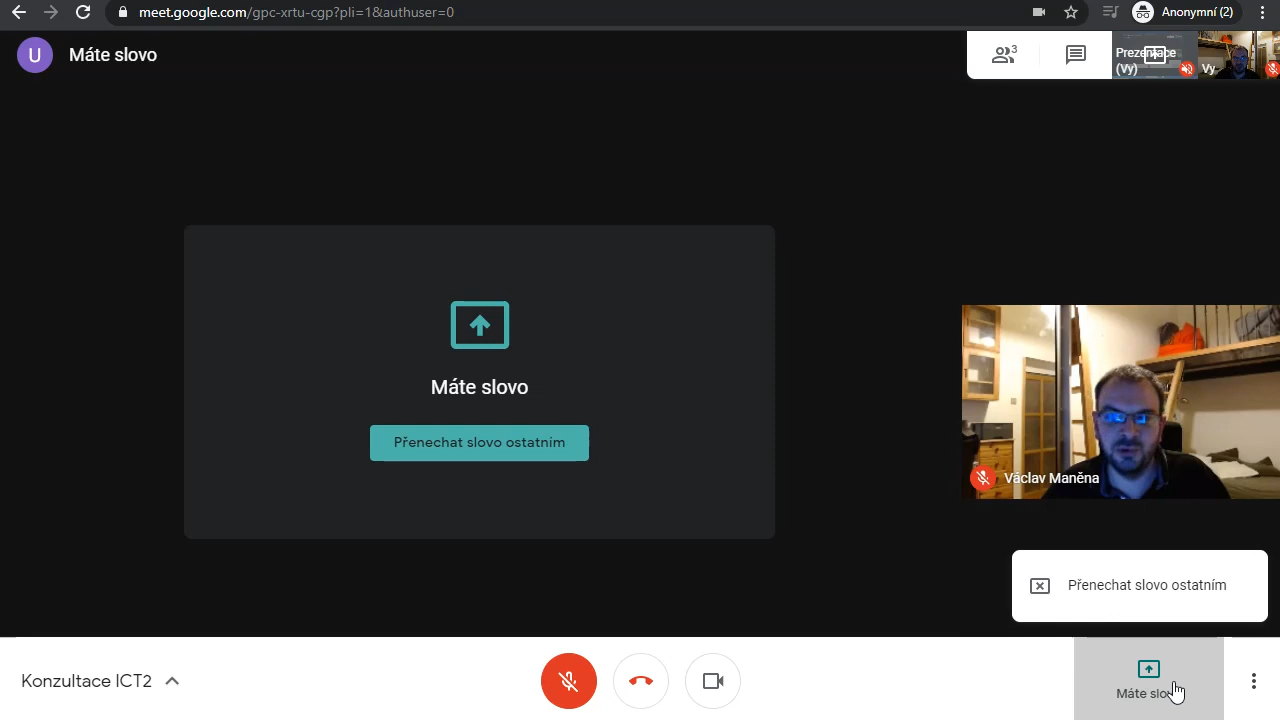 meet.google.com/gpc-xrtu-cgp?pli=1&authuser=0
Anonymní (2)
U
Máte slovo
3
Prezentace
(Vy)
Vy
Máte slovo
Přenechat slovo ostatním
Václav Maněna
Přenechat slovo ostatním
Konzultace ICT2
Máte slovo